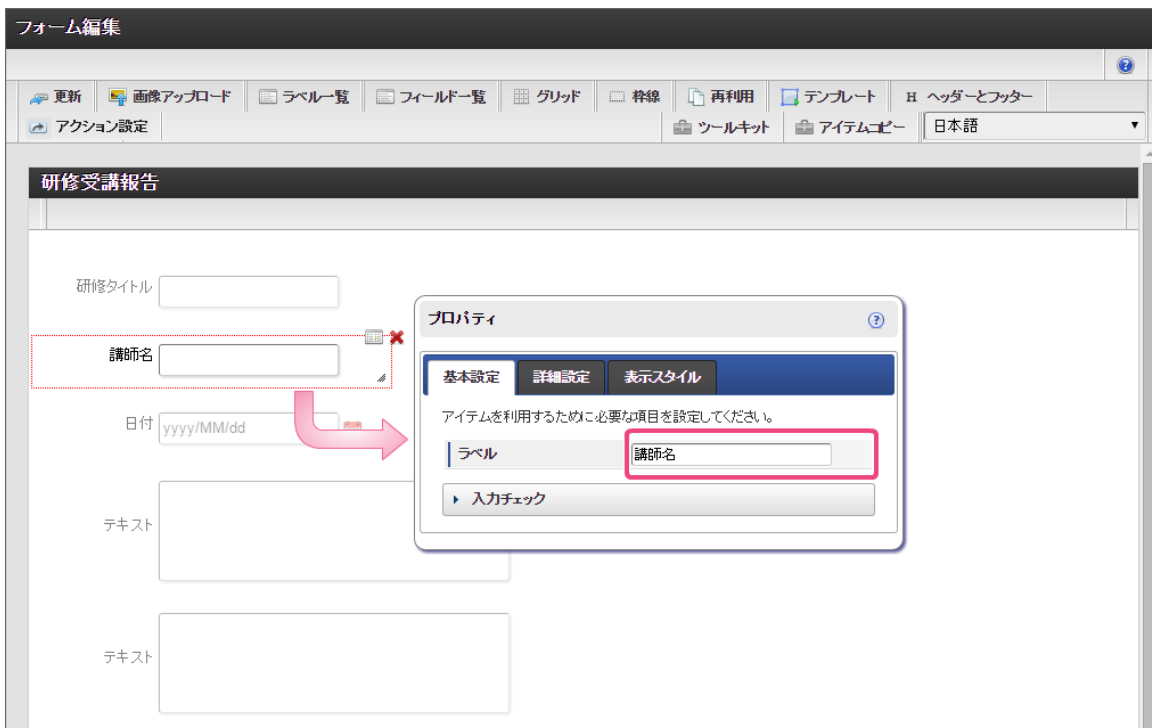 フォーム編集
更新 画像アップロード ラベル一覧 フィールド一覧 グリッド 枠線 再利用 テンプレート H ヘッダーとフッター
アクション設定 ツールキット アイテムコピー 日本語
研修受講報告
研修タイトル
講師名
日付 yyyy/MM/dd
テキスト
テキスト
プロパティ
基本設定 詳細設定 表示スタイル
アイテムを利用するために必要な項目を設定してください。
ラベル 講師名
入力チェック